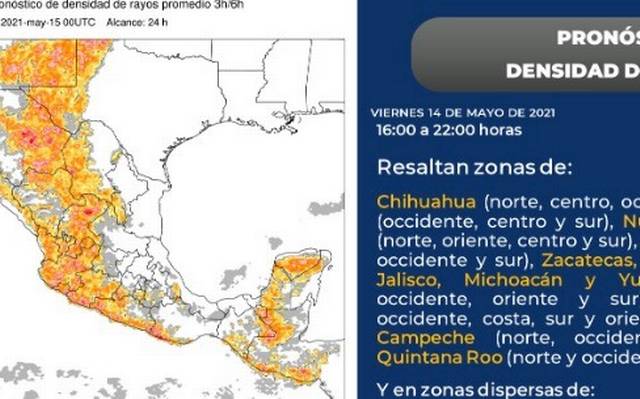 nóstico de densidad de rayos promedio 3h/6h
2021-may-15 00UTC Alcance: 24 h
PRONÓS
DENSIDAD D
VIERNES 14 DE MAYO DE 2021
16:00 a 22:00 horas
Resaltan zonas de:
Chihuahua (norte, centro, oc
(occidente, centro y sur), Nu
(norte, oriente, centro y sur),
occidente y sur), Zacatecas,
Jalisco, Michoacán y Yu
occidente, oriente y sur
occidente, costa, sur y orie
Campeche (norte, occiden
Quintana Roo (norte y occide
Y en zonas dispersas de: